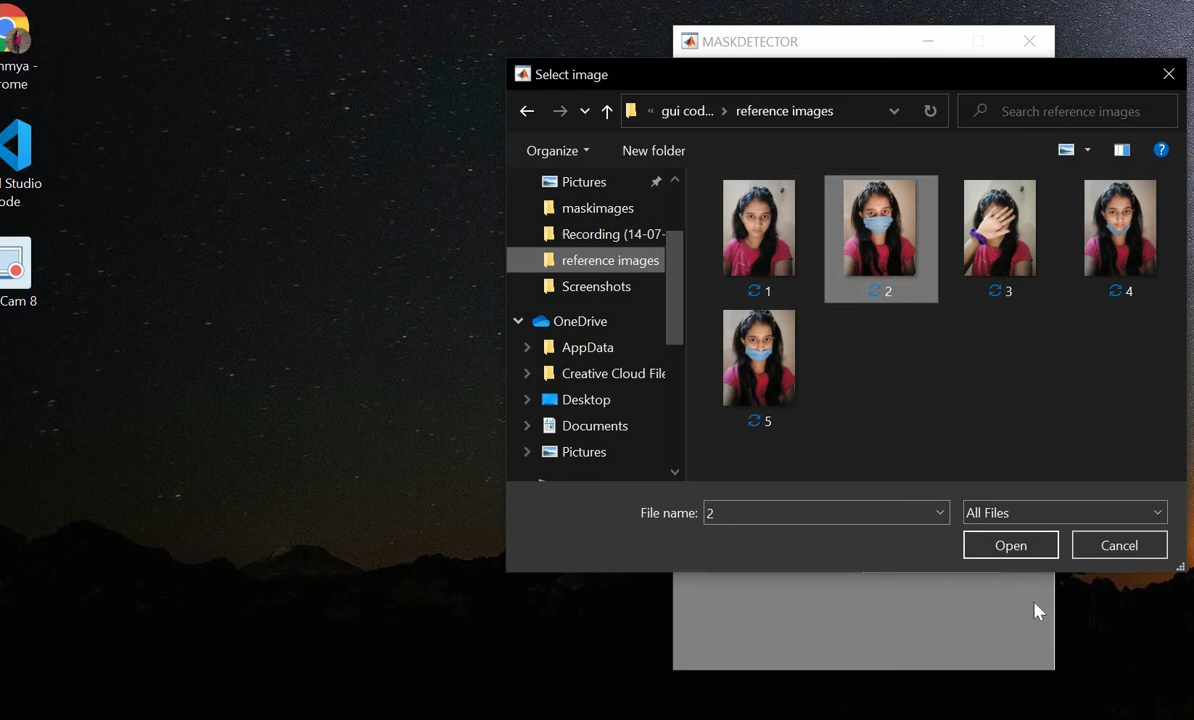 nmya -
rome
l Studio
ode
Cam 8
MASKDETECTOR
Select image
« gui cod... > reference images
Search reference images
Organize
New folder
Pictures
maskimages
Recording (14-07-
reference images
Screenshots
OneDrive
AppData
Creative Cloud File
Desktop
Documents
Pictures
1
2
3
4
5
File name: 2
All Files
Open
Cancel